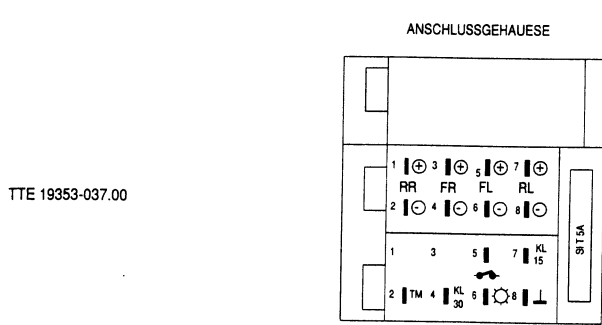 ANSCHLUSSGEHAUESE
1 3 5 7
RR FR FL RL
2 4 6 8
TTE 19353-037.00
SI T 5A
1 3 5 7 KL 15
2 TM 4 KL 30 6 8